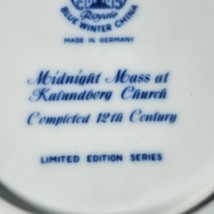 Royale
BLUE WINTER CHINA
MADE IN GERMANY
Midnight Mass at
Kalundborg Church
Completed 12th Century
LIMITED EDITION SERIES